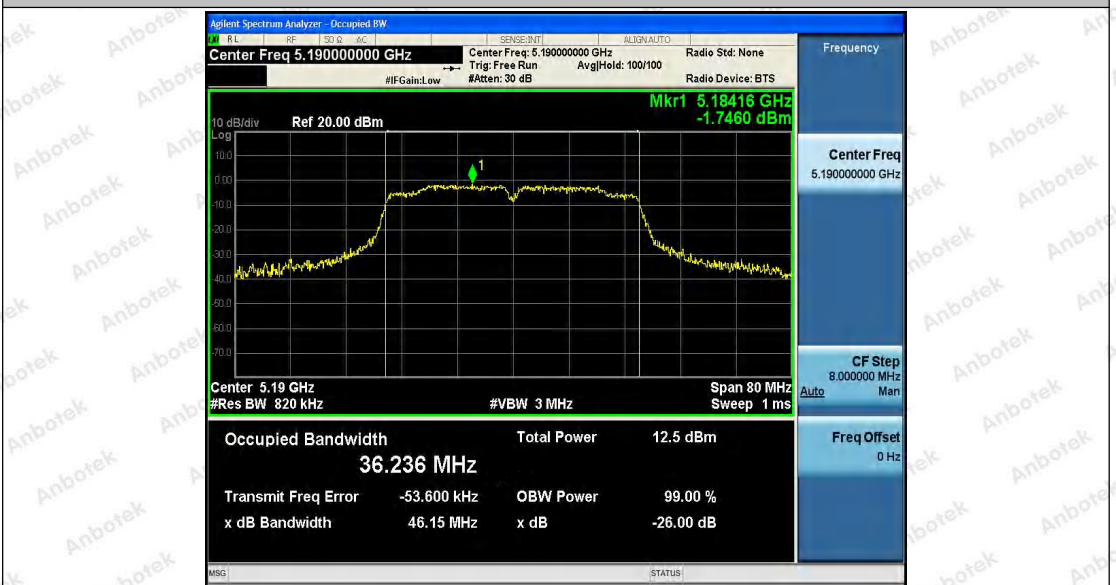 Agilent Spectrum Analyzer - Occupied BW
RL RF 50 Ω AC SENSE:INT ALIGN AUTO
Center Freq 5.190000000 GHz
Center Freq: 5.190000000 GHz Radio Std: None
Trig: Free Run Avg|Hold: 100/100
#IFGain:Low #Atten: 30 dB Radio Device: BTS
Mkr1 5.18416 GHz
-1.7460 dBm
10 dB/div Ref 20.00 dBm
Log
10.0
0.00
-10.0
-20.0
-30.0
-40.0
-50.0
-60.0
-70.0
1
Center 5.19 GHz Span 80 MHz
#Res BW 820 kHz #VBW 3 MHz Sweep 1 ms
Occupied Bandwidth Total Power 12.5 dBm
36.236 MHz
Transmit Freq Error -53.600 kHz OBW Power 99.00 %
x dB Bandwidth 46.15 MHz x dB -26.00 dB
MSG STATUS
Frequency
Center Freq
5.190000000 GHz
CF Step
8.000000 MHz
Auto Man
Freq Offset
0 Hz
Anbotek